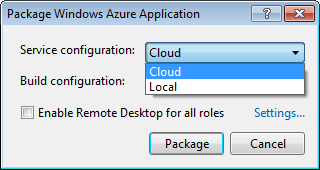 Package Windows Azure Application
Service configuration: Cloud
Cloud
Build configuration:
Local
Enable Remote Desktop for all roles Settings...
Package Cancel